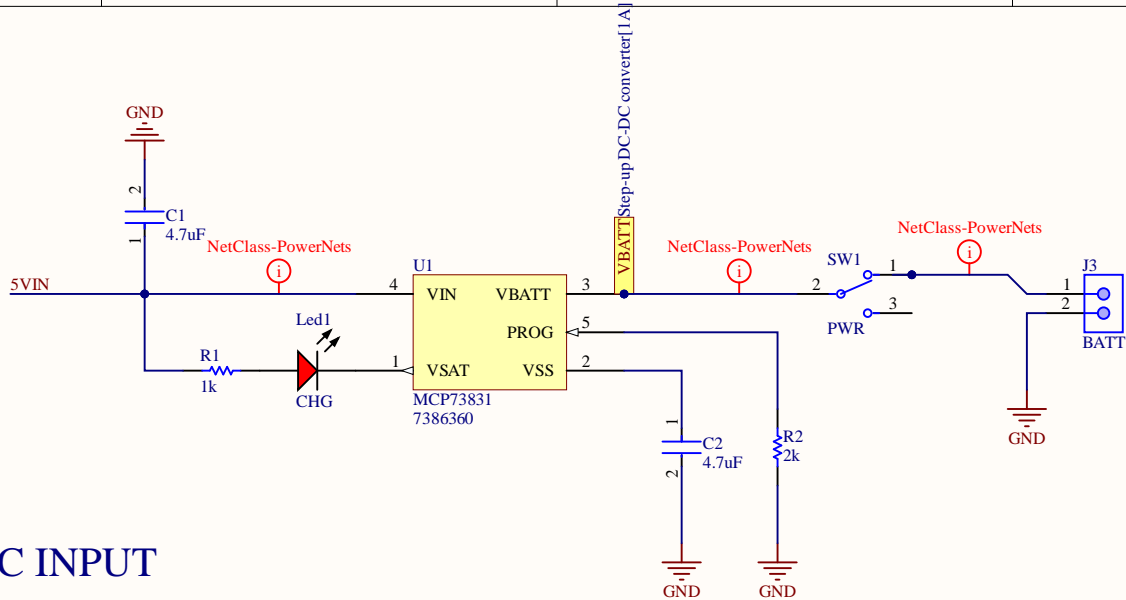 Step-up DC-DC converter[1A]
VBATT
GND
2
C1
4.7uF
1
NetClass-PowerNets
i
NetClass-PowerNets
i
NetClass-PowerNets
i
5VIN
U1
4
VIN
VBATT
3
PROG
5
1
VSAT
VSS
2
MCP73831
7386360
Led1
R1
1k
CHG
SW1
1
2
3
PWR
J3
1
2
BATT
GND
1
C2
4.7uF
2
R2
2k
GND
GND
C INPUT